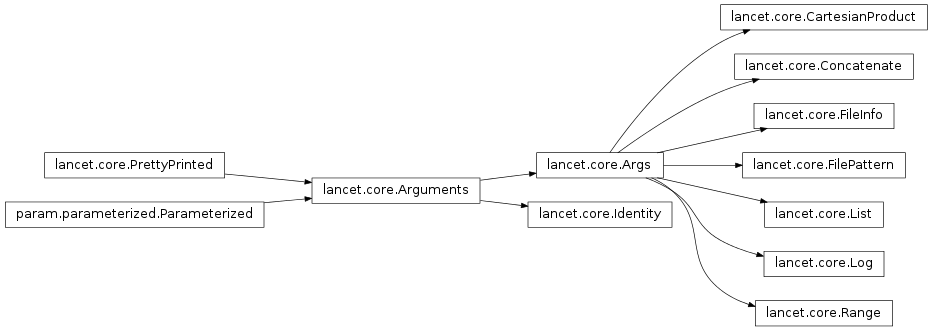 lancet.core.CartesianProduct
lancet.core.Concatenate
lancet.core.FileInfo
lancet.core.PrettyPrinted
lancet.core.Args
lancet.core.FilePattern
lancet.core.Arguments
param.parameterized.Parameterized
lancet.core.Identity
lancet.core.List
lancet.core.Log
lancet.core.Range